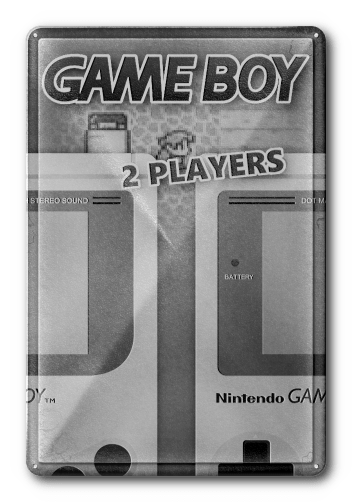 GAME BOY
2 PLAYERS
STEREO SOUND
DOT
BATTERY
OY™
Nintendo GAM